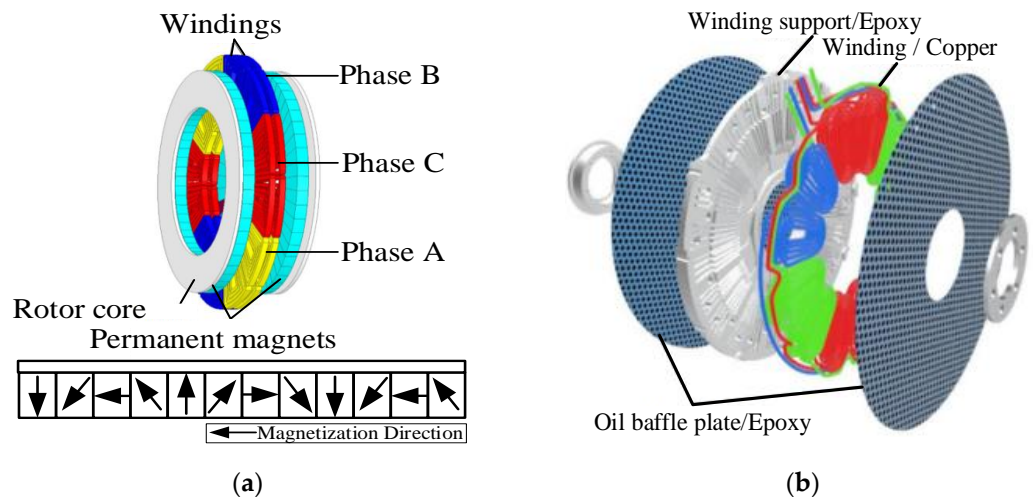 Windings
Phase B
Phase C
Phase A
Rotor core
Permanent magnets
Magnetization Direction
(a)
Winding support/Epoxy
Winding / Copper
Oil baffle plate/Epoxy
(b)